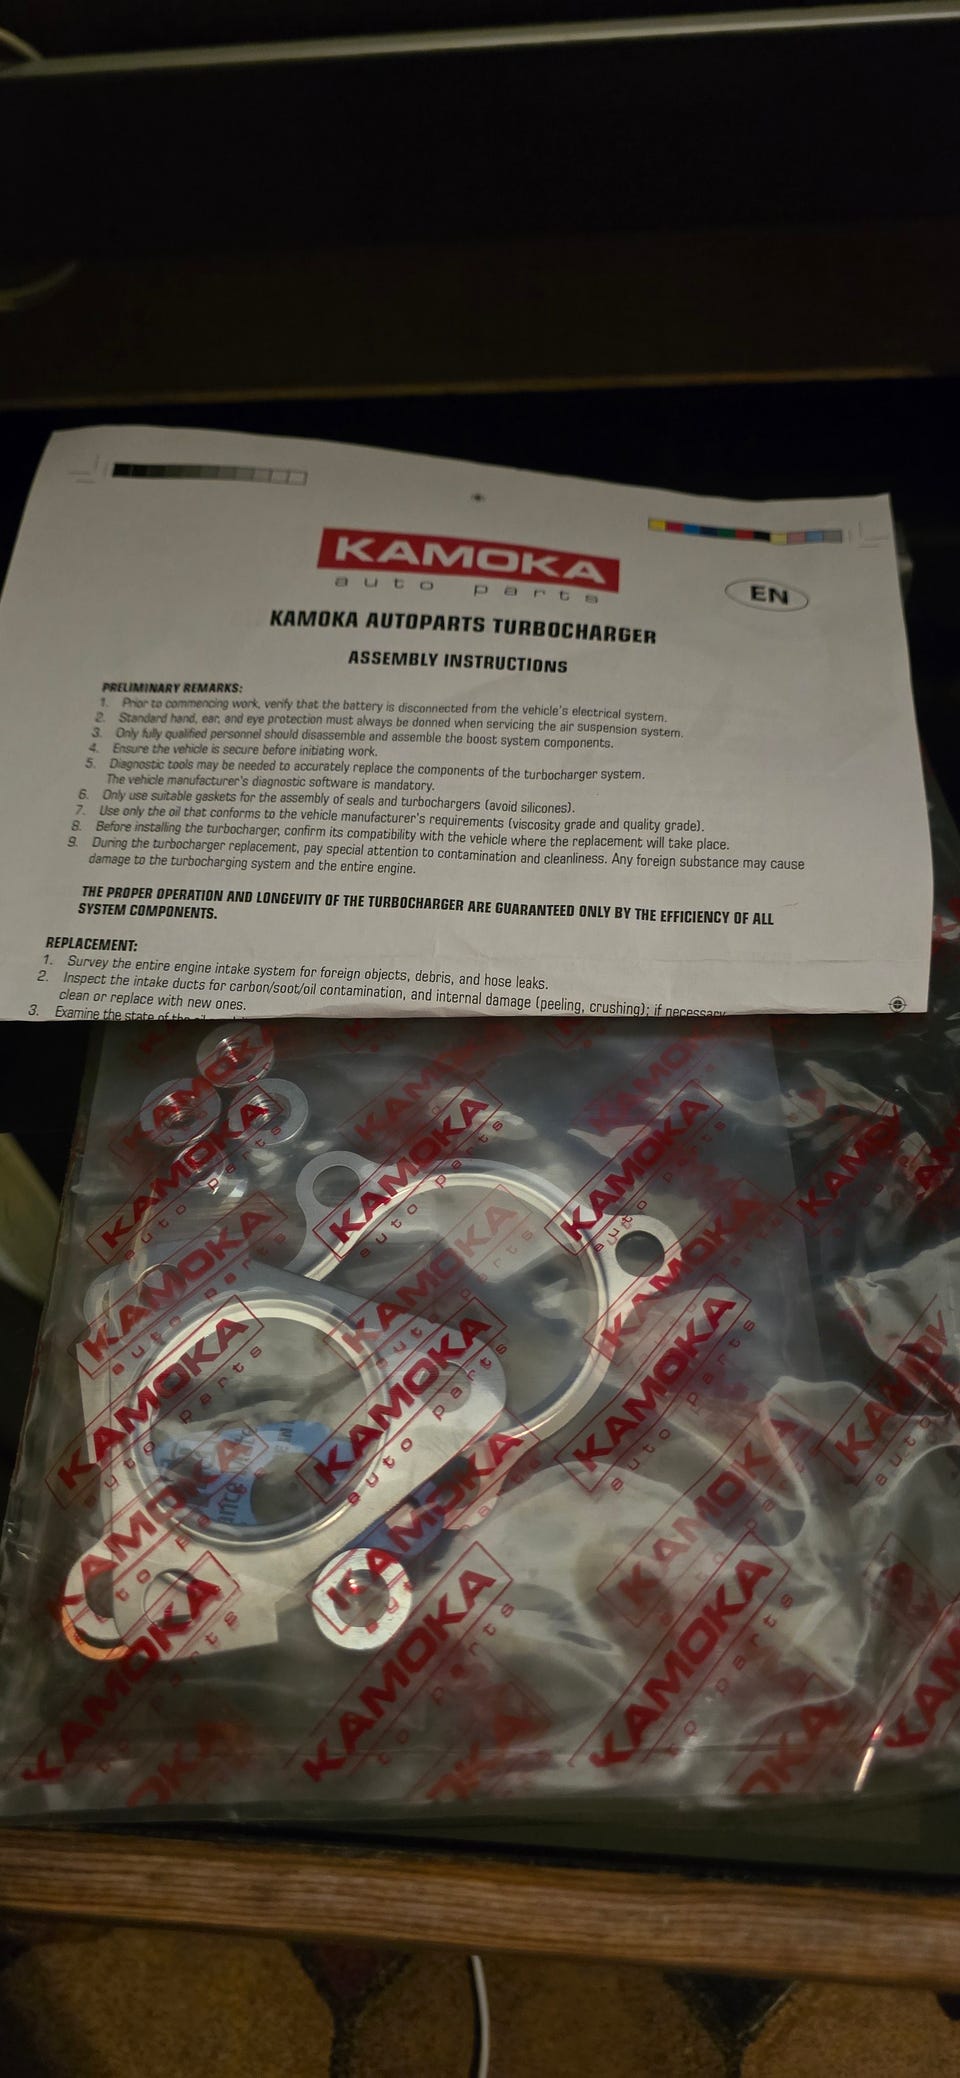 KAMOKA
auto parts
EN
KAMOKA AUTOPARTS TURBOCHARGER
ASSEMBLY INSTRUCTIONS
PRELIMINARY REMARKS:
1. Prior to commencing work, verify that the battery is disconnected from the vehicle's electrical system.
2. Standard hand, ear, and eye protection must always be donned when servicing the air suspension system.
3. Only fully qualified personnel should disassemble and assemble the boost system components.
4. Ensure the vehicle is secure before initiating work.
5. Diagnostic tools may be needed to accurately replace the components of the turbocharger system.
The vehicle manufacturer's diagnostic software is mandatory.
6. Only use suitable gaskets for the assembly of seals and turbochargers (avoid silicones).
7. Use only the oil that conforms to the vehicle manufacturer's requirements (viscosity grade and quality grade).
8. Before installing the turbocharger, confirm its compatibility with the vehicle where the replacement will take place.
9. During the turbocharger replacement, pay special attention to contamination and cleanliness. Any foreign substance may cause
damage to the turbocharging system and the entire engine.
THE PROPER OPERATION AND LONGEVITY OF THE TURBOCHARGER ARE GUARANTEED ONLY BY THE EFFICIENCY OF ALL
SYSTEM COMPONENTS.
REPLACEMENT:
1. Survey the entire engine intake system for foreign objects, debris, and hose leaks.
2. Inspect the intake ducts for carbon/soot/oil contamination, and internal damage (peeling, crushing); if necessary
clean or replace with new ones.
3. Examine the state of the
KAMOKA
auto parts
KAMOKA
auto parts
KAMOKA
auto parts
KAMOKA
auto parts
KAMOKA
auto parts
KAMOKA
auto parts
KAMOKA
auto parts
KAMOKA
parts
KAMOKA